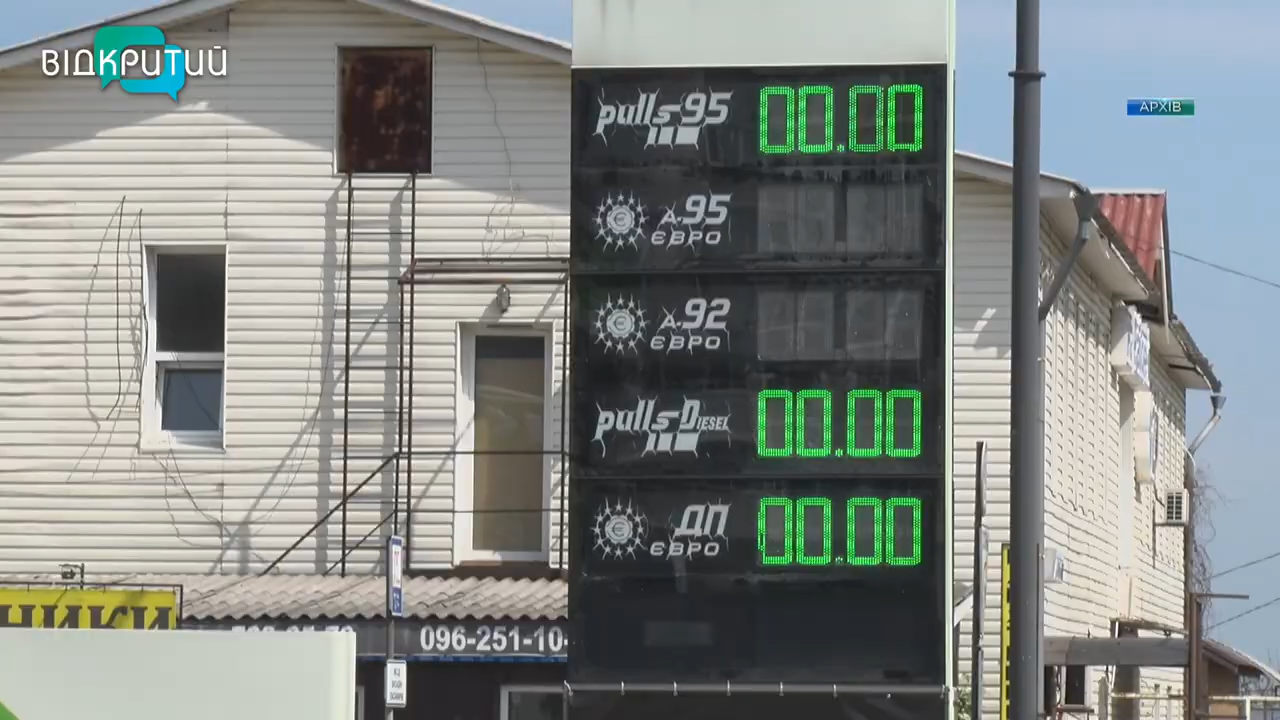 ВІДКРИТИЙ
АРХІВ
pulls 95 00.00
А.95
ЄВРО
А.92
ЄВРО
pulls Diesel 00.00
ДП 00.00
ЄВРО
НИКИ
096-251-10-